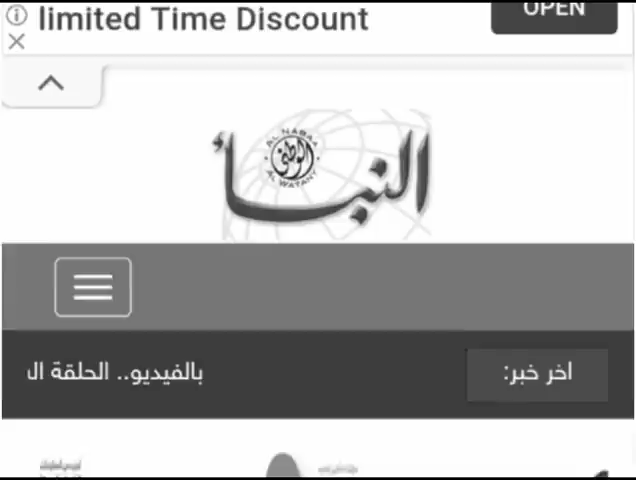 limited Time Discount
OPEN
النبأ
AL NABAA
الوطني
AL WATANY
اخر خبر:
بالفيديو.. الحلقة ال